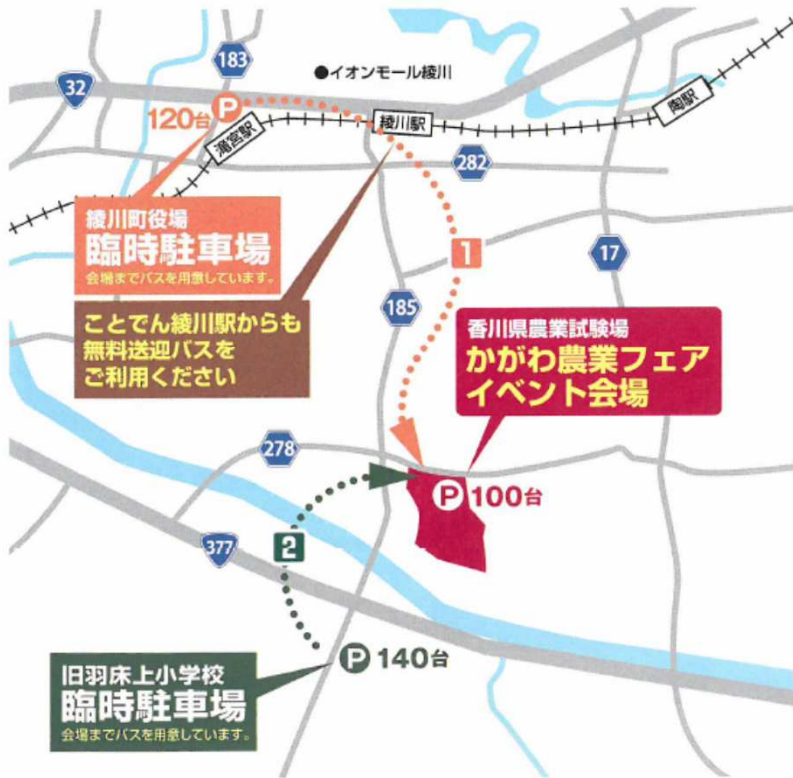 183
32
●イオンモール綾川
120台
P
滝宮駅
綾川駅
陶駅
282
綾川町役場
臨時駐車場
会場までバスを用意しています。
1
17
ことでん綾川駅からも
無料送迎バスを
ご利用ください
185
香川県農業試験場
かがわ農業フェア
イベント会場
278
P 100台
377
2
P 140台
旧羽床上小学校
臨時駐車場
会場までバスを用意しています。